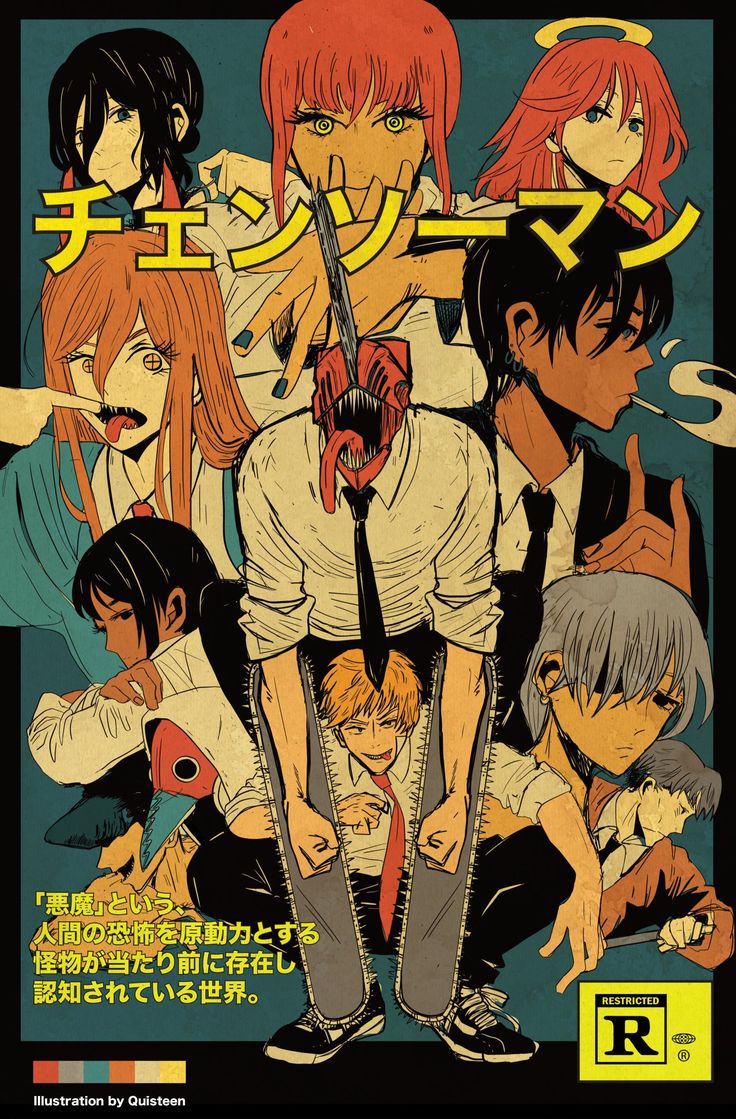 チェンソーマン
'S
「悪魔」という、
人間の恐怖を原動力とする
怪物が当たり前に存在し
認知されている世界。
RESTRICTED
R
®
Illustration by Quisteen